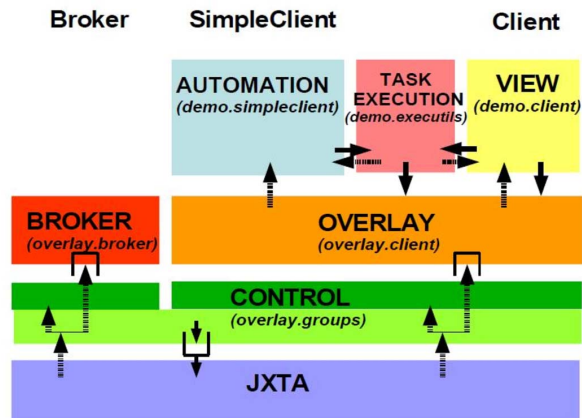 Broker
SimpleClient
Client
AUTOMATION
(demo.simpleclient)
TASK
EXECUTION
(demo.executils)
VIEW
(demo.client)
BROKER
(overlay.broker)
OVERLAY
(overlay.client)
CONTROL
(overlay.groups)
JXTA